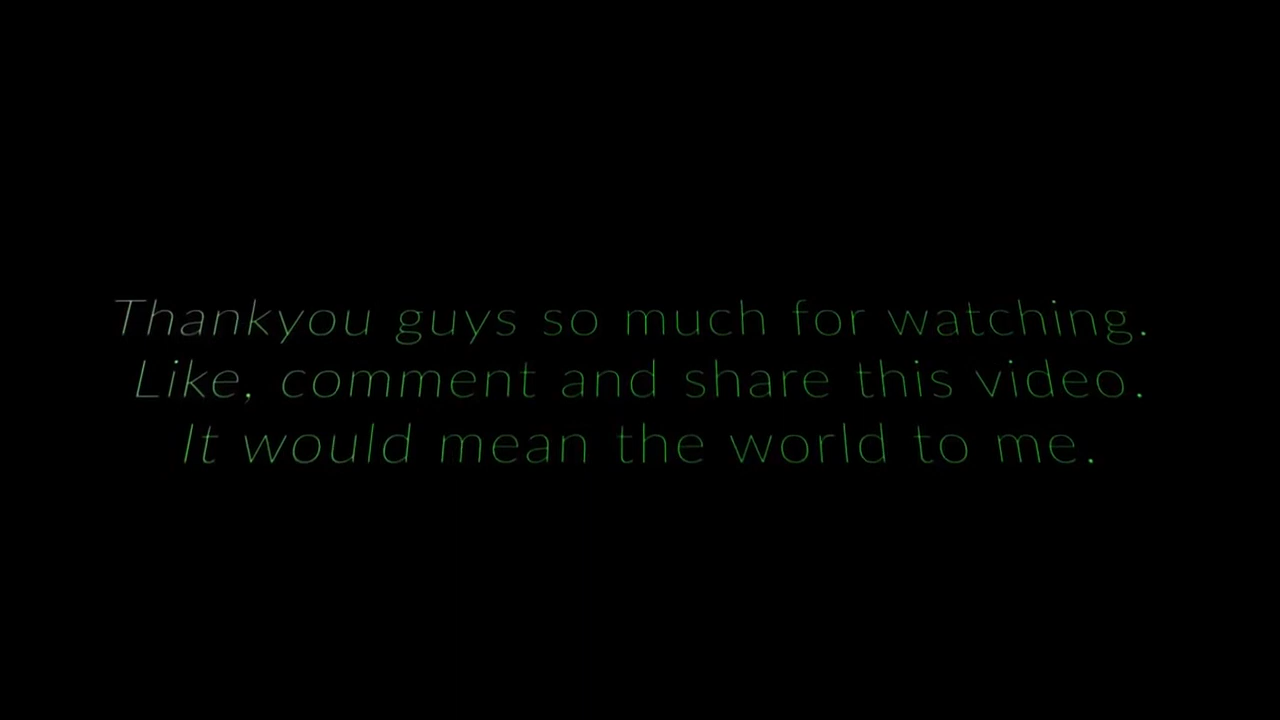 Thankyou guys so much for watching.
Like, comment and share this video.
It would mean the world to me.